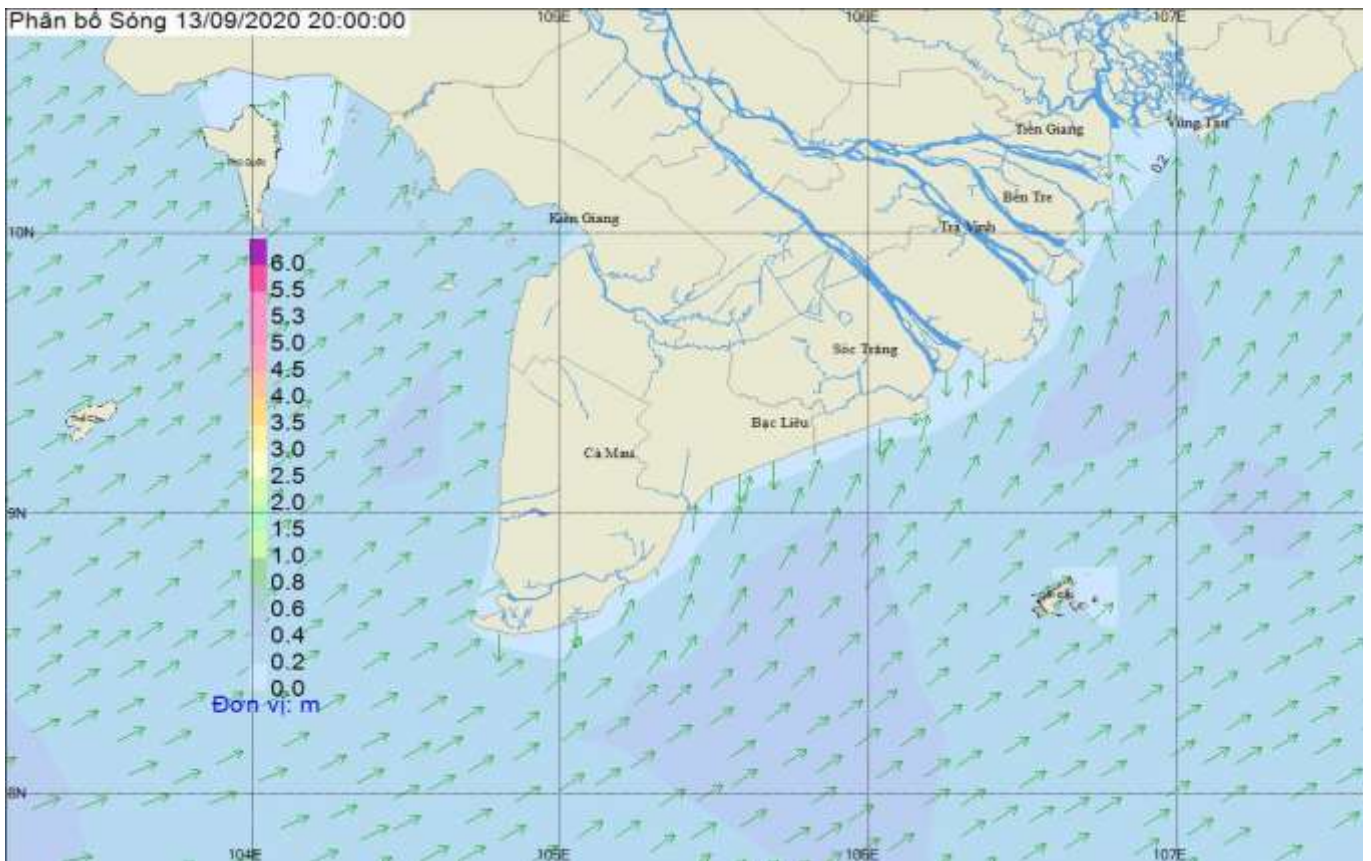 Phân bố Sóng 13/09/2020 20:00:00
105E
106E
107E
Vũng Tàu
Tiền Giang
02
Bến Tre
Kiên Giang
Trà Vinh
10N
6.0
5.5
5.3
5.0
4.5
4.0
3.5
3.0
2.5
2.0
1.5
1.0
0.8
0.6
0.4
0.2
0.0
Đơn vị: m
Sóc Trăng
Bạc Liêu
Cà Mau
9N
8N
104E
105E
106E
107E